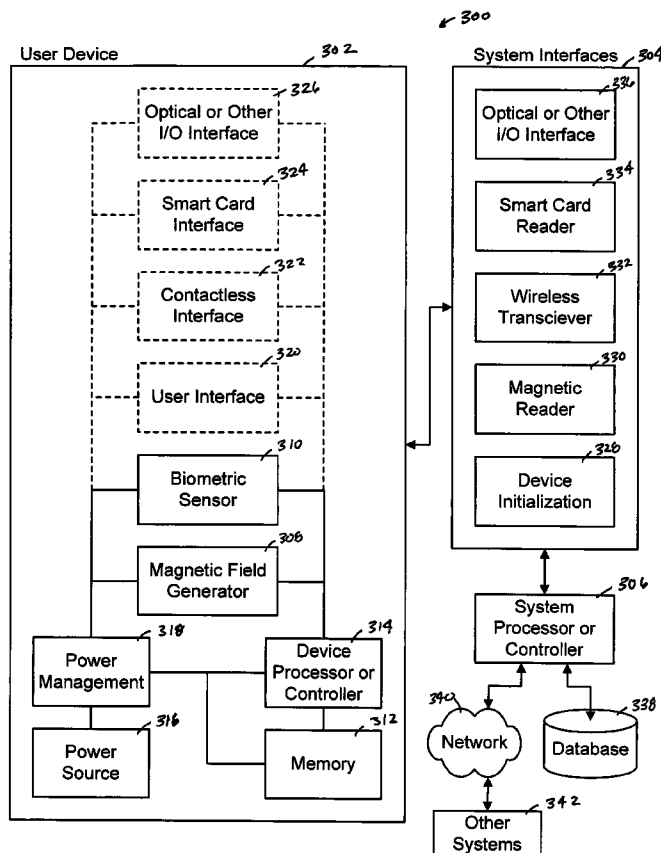 300
User Device
302
326
Optical or Other
I/O Interface
324
Smart Card
Interface
322
Contactless
Interface
320
User Interface
310
Biometric
Sensor
308
Magnetic Field
Generator
318
Power
Management
314
Device
Processor or
Controller
316
Power
Source
312
Memory
System Interfaces
304
336
Optical or Other
I/O Interface
334
Smart Card
Reader
332
Wireless
Transciever
330
Magnetic
Reader
328
Device
Initialization
306
System
Processor or
Controller
340
Network
338
Database
342
Other
Systems